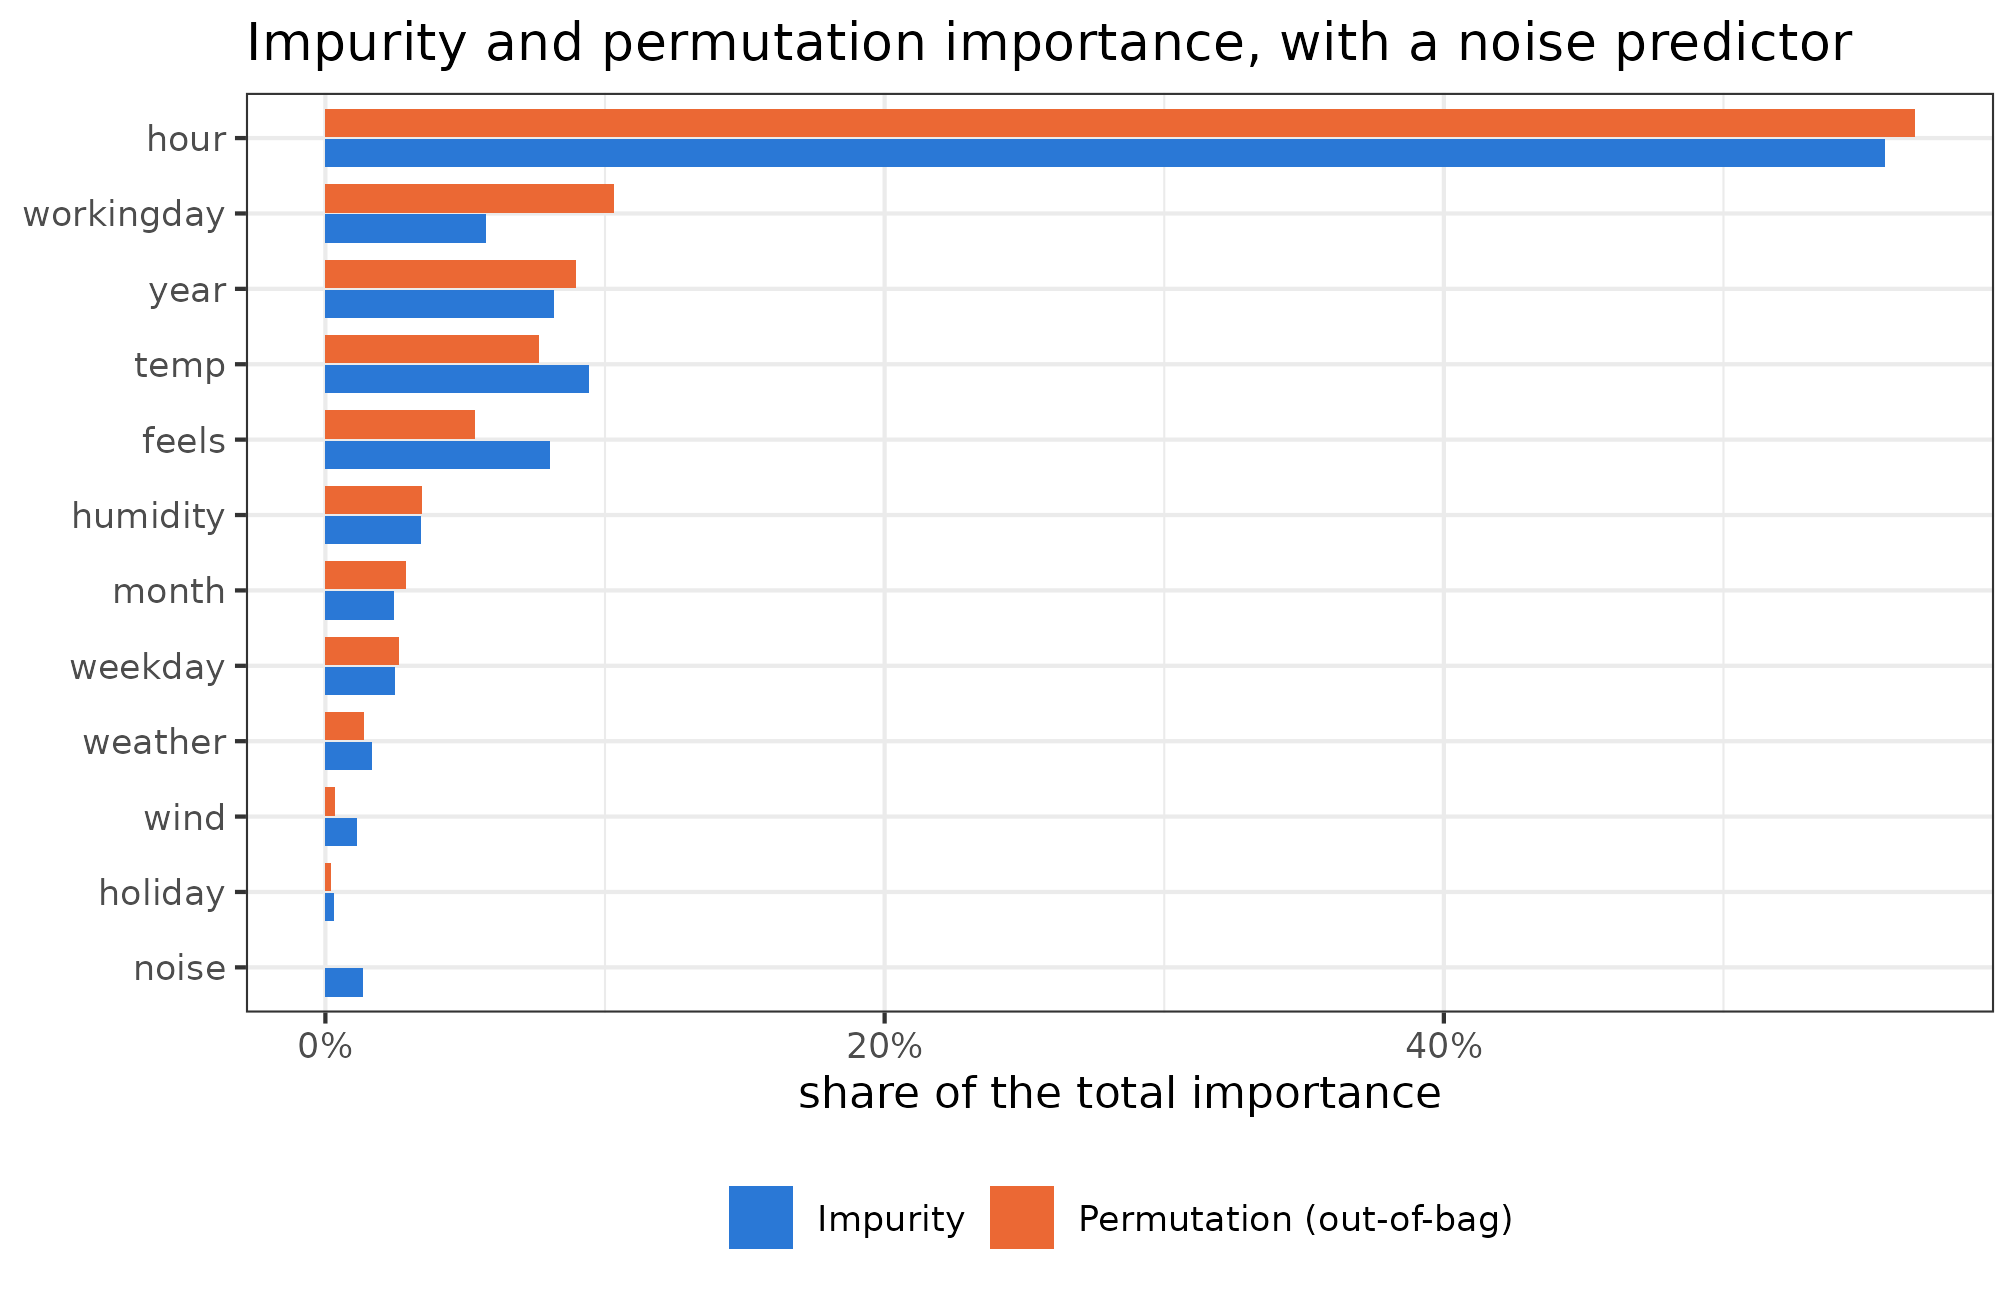 Impurity and permutation importance, with a noise predictor
hour
workingday
year
temp
feels
humidity
month
weekday
weather
wind
holiday
noise
0% 20% 40%
share of the total importance
Impurity Permutation (out-of-bag)